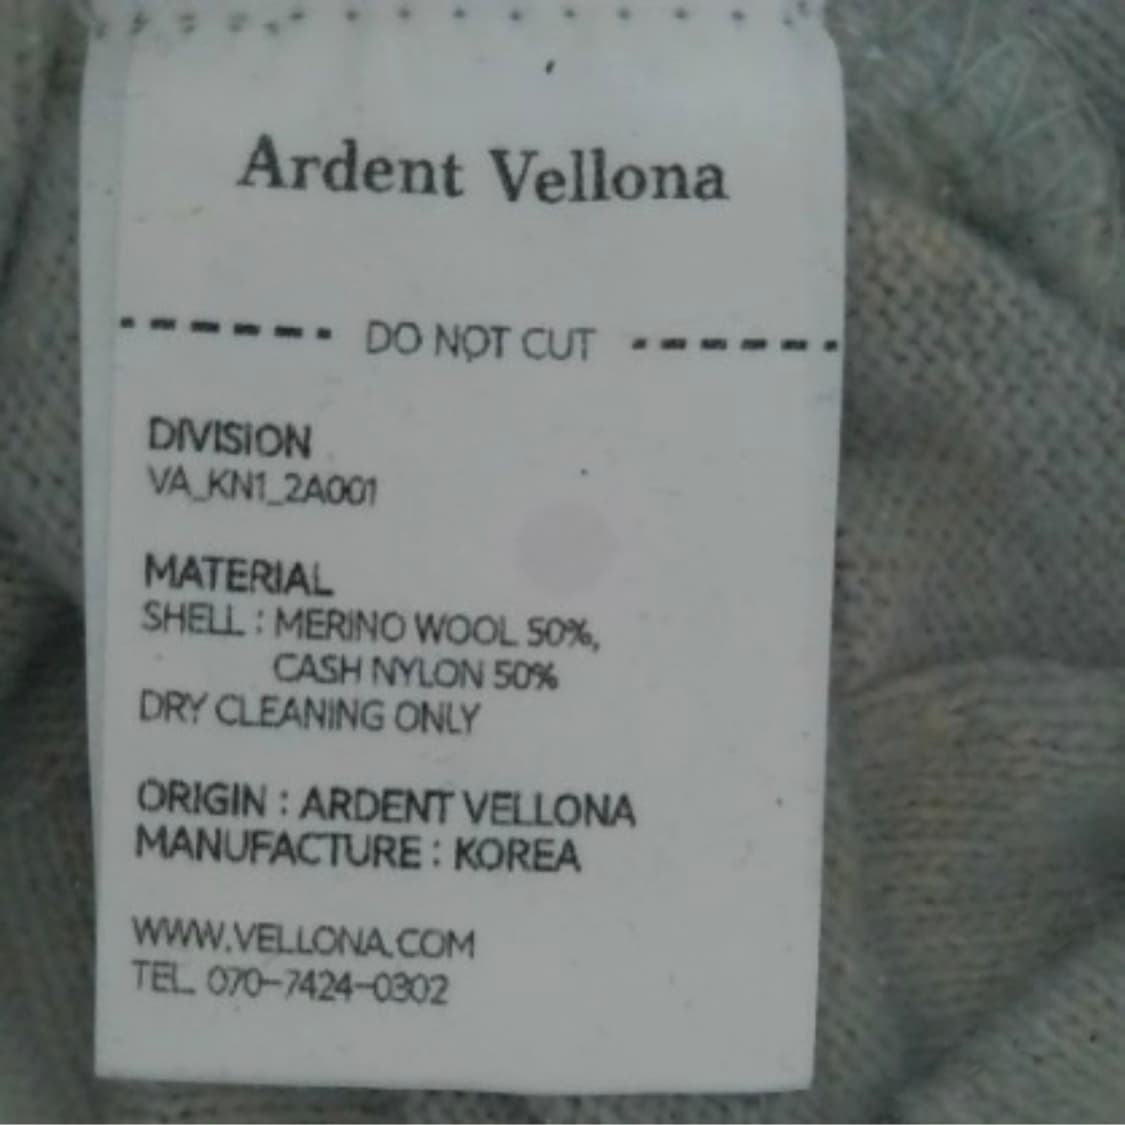 Ardent Vellona
------ DO NOT CUT ------
DIVISION
VA_KN1_2A001
MATERIAL
SHELL : MERINO WOOL 50%,
CASH NYLON 50%
DRY CLEANING ONLY
ORIGIN : ARDENT VELLONA
MANUFACTURE : KOREA
WWW.VELLONA.COM
TEL. 070-7424-0302